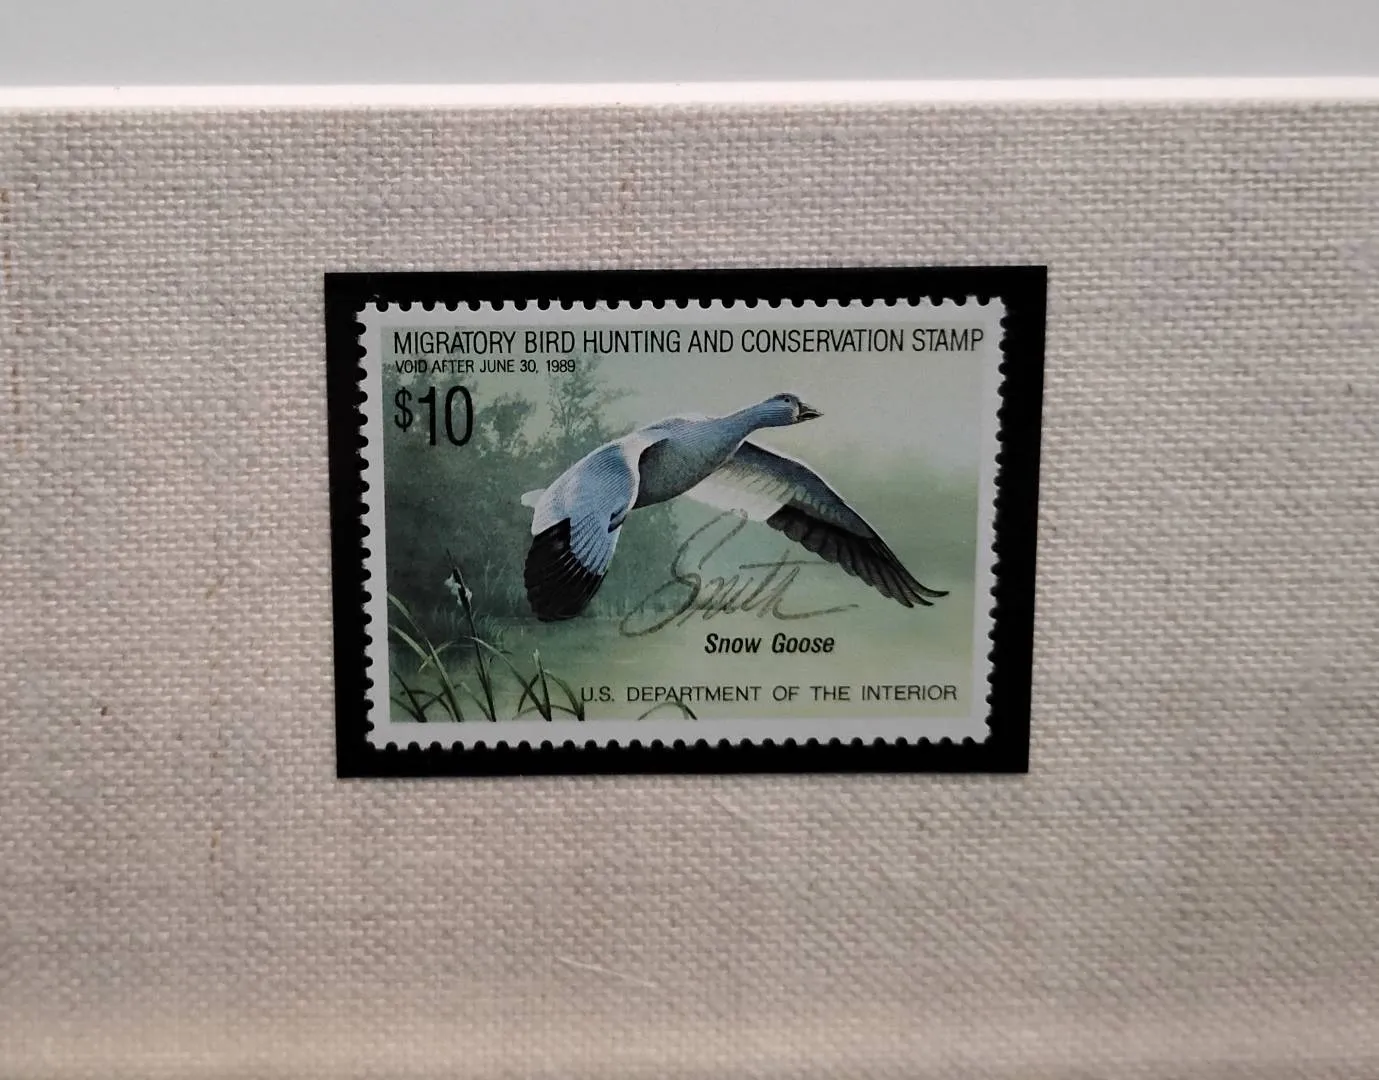 MIGRATORY BIRD HUNTING AND CONSERVATION STAMP
VOID AFTER JUNE 30, 1989
$10
Smith
Snow Goose
U.S. DEPARTMENT OF THE INTERIOR